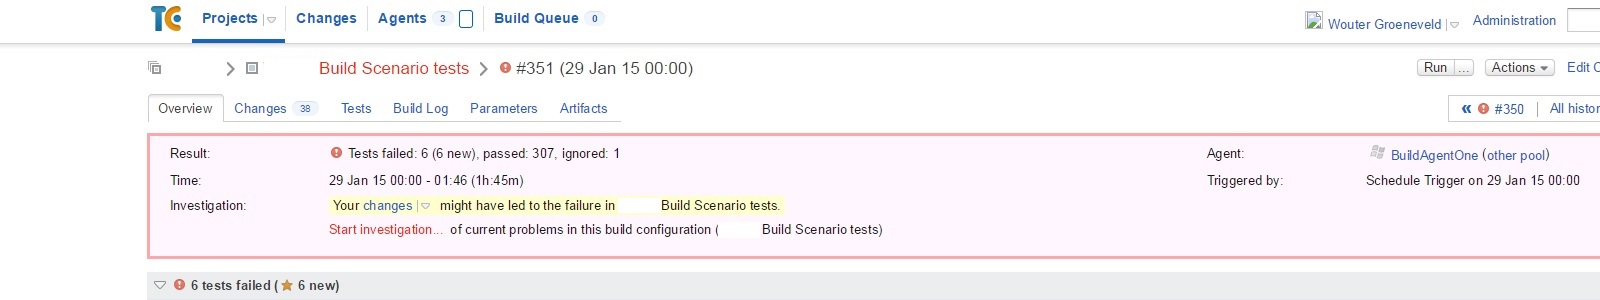 TC Projects Changes Agents 3 Build Queue 0 Wouter Groeneveld Administration
Build Scenario tests #351 (29 Jan 15 00:00) Run ... Actions Edit C
Overview Changes 38 Tests Build Log Parameters Artifacts « #350 All histor
Result: Tests failed: 6 (6 new), passed: 307, ignored: 1 Agent: BuildAgentOne (other pool)
Time: 29 Jan 15 00:00 - 01:46 (1h:45m) Triggered by: Schedule Trigger on 29 Jan 15 00:00
Investigation: Your changes might have led to the failure in Build Scenario tests.
Start investigation... of current problems in this build configuration ( Build Scenario tests)
6 tests failed ( 6 new)